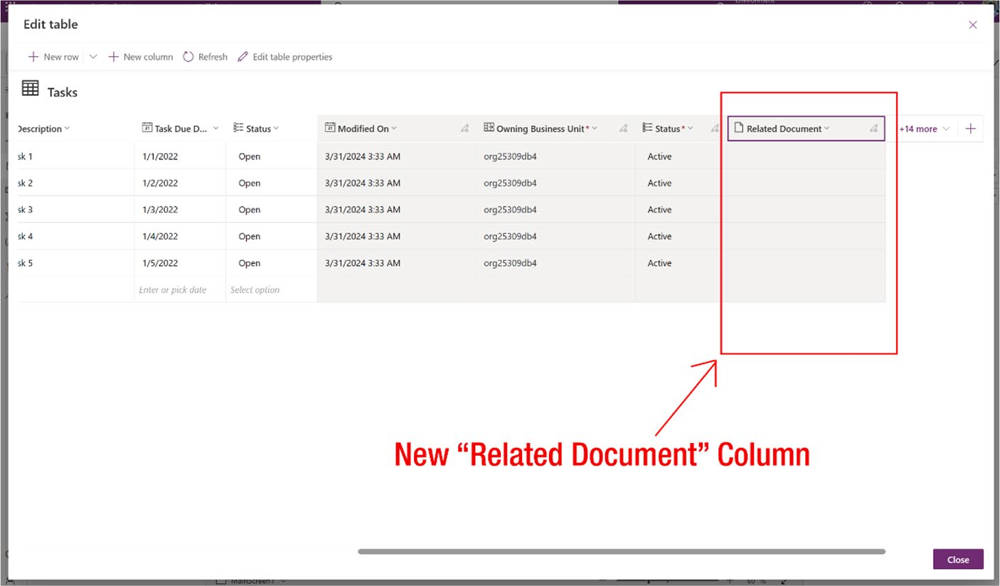 Edit table
New row New column Refresh Edit table properties
Tasks
Description Task Due D... Status Modified On Owning Business Unit* Status* Related Document +14 more
sk 1 1/1/2022 Open 3/31/2024 3:33 AM org25309db4 Active
sk 2 1/2/2022 Open 3/31/2024 3:33 AM org25309db4 Active
sk 3 1/3/2022 Open 3/31/2024 3:33 AM org25309db4 Active
sk 4 1/4/2022 Open 3/31/2024 3:33 AM org25309db4 Active
sk 5 1/5/2022 Open 3/31/2024 3:33 AM org25309db4 Active
Enter or pick date Select option
New “Related Document” Column
Close
MainScreen1 60 %